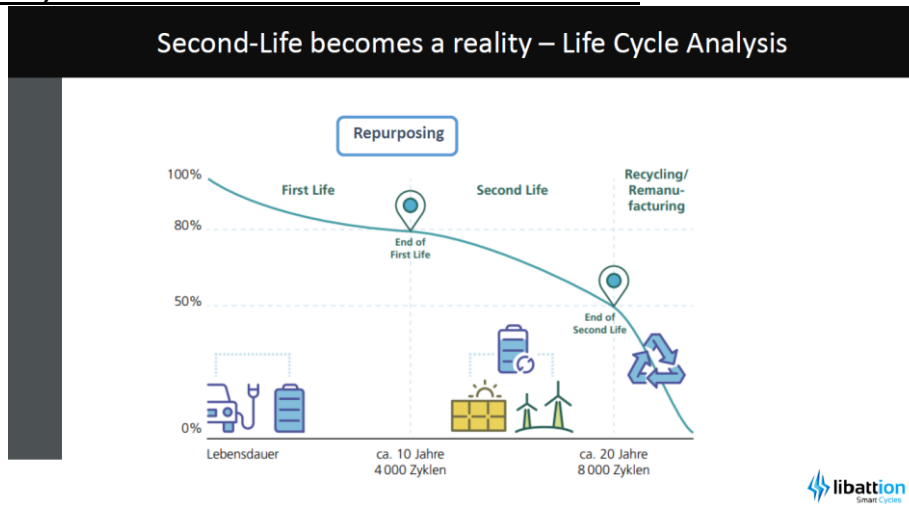 Second-Life becomes a reality – Life Cycle Analysis
Repurposing
100%
First Life
Second Life
Recycling/
Remanu-
facturing
80%
End of
First Life
50%
End of
Second Life
0%
Lebensdauer
ca. 10 Jahre
4 000 Zyklen
ca. 20 Jahre
8 000 Zyklen
libattion
Smart Cycles